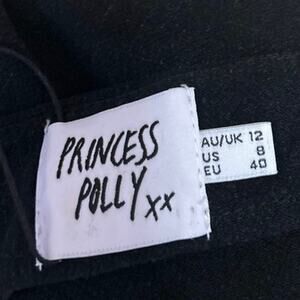 PRINCESS
POLLY xx
AU/UK 12
US 8
EU 40